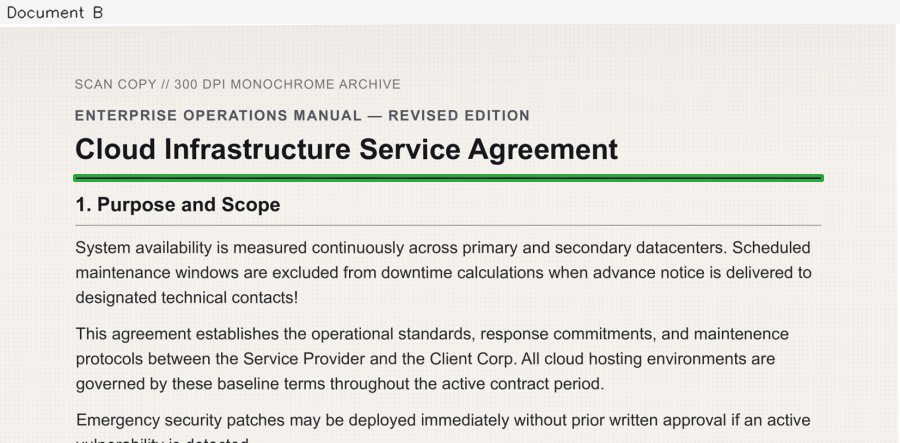 Document B
SCAN COPY // 300 DPI MONOCHROME ARCHIVE
ENTERPRISE OPERATIONS MANUAL — REVISED EDITION
Cloud Infrastructure Service Agreement
1. Purpose and Scope
System availability is measured continuously across primary and secondary datacenters. Scheduled
maintenance windows are excluded from downtime calculations when advance notice is delivered to
designated technical contacts!
This agreement establishes the operational standards, response commitments, and maintenence
protocols between the Service Provider and the Client Corp. All cloud hosting environments are
governed by these baseline terms throughout the active contract period.
Emergency security patches may be deployed immediately without prior written approval if an active
vulnerability is detected.